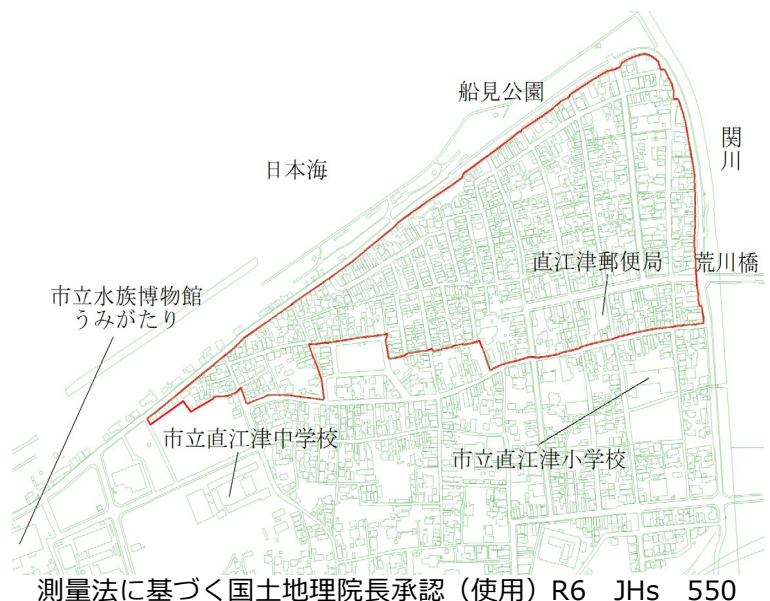 船見公園
関川
日本海
直江津郵便局
荒川橋
市立水族博物館
うみがたり
市立直江津中学校
市立直江津小学校
測量法に基づく国土地理院長承認（使用）R6　JHs　550